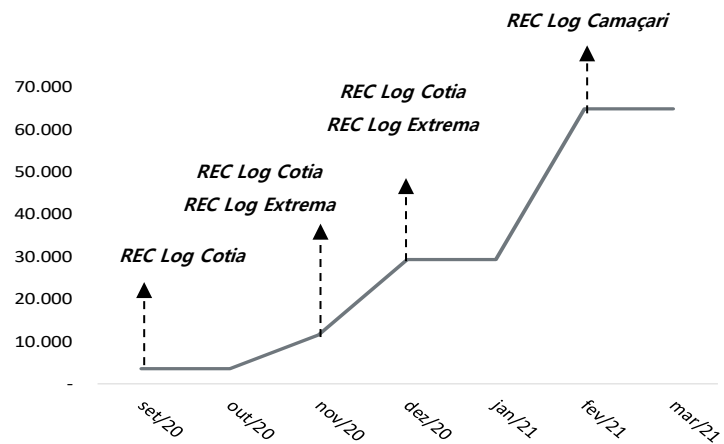 REC Log Camaçari
70.000
REC Log Cotia
60.000
REC Log Extrema
50.000
REC Log Cotia
40.000
REC Log Extrema
30.000
REC Log Cotia
20.000
10.000
-
set/20
out/20
nov/20
dez/20
jan/21
fev/21
mar/21